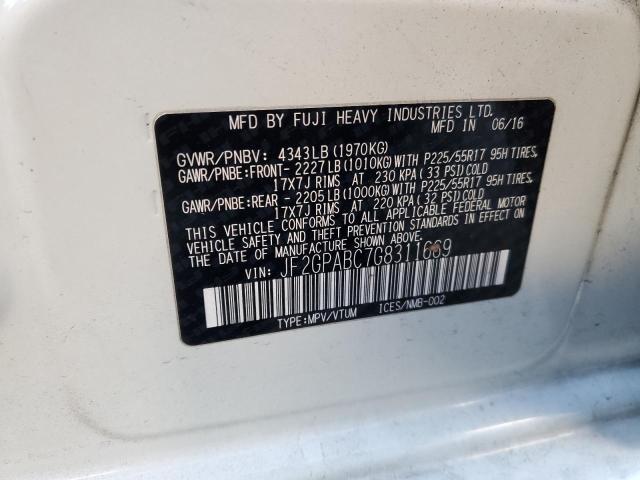 MFD BY FUJI HEAVY INDUSTRIES LTD.
MFD IN 06/16
GVWR/PNBV: 4343LB (1970KG)
GAWR/PNBE:FRONT- 2227LB (1010KG) WITH P225/55R17 95H TIRES,
17X7J RIMS AT 230 KPA (33 PSI) COLD
GAWR/PNBE:REAR - 2205LB (1000KG) WITH P225/55R17 95H TIRES,
17X7J RIMS AT 220 KPA (32 PSI) COLD
THIS VEHICLE CONFORMS TO ALL APPLICABLE FEDERAL MOTOR
VEHICLE SAFETY AND THEFT PREVENTION STANDARDS IN EFFECT ON
THE DATE OF MANUFACTURE SHOWN ABOVE.
VIN: JF2GPABC7G8311669
TYPE:MPV/VTUM ICES/NMB-002